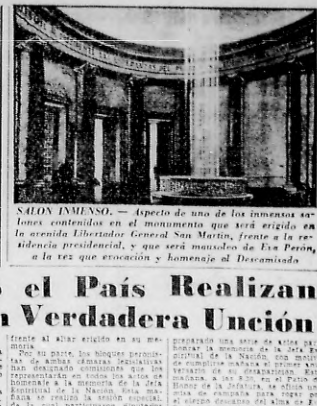 SALON INMENSO. — Aspecto de uno de los inmensos sa-
lones contenidos en el monumento que será erigido en
la avenida Libertador General San Martín, frente a la re-
sidencia presidencial, y que será mausoleo de Eva Perón,
a la vez que evocación y homenaje al Descamisado
el País Realizan
Verdadera Unción
frente al altar erigido en su me-
moria.
Por su parte, los bloques peronis-
tas de ambas cámaras legislativas
han designado comisiones que los
representarán en todos los actos de
homenaje a la memoria de la Jefa
Espiritual de la Nación. Esta ma-
ñana se realizó la sesión especial,
preparado una serie de actos para
honrar la memoria de la Jefa Es-
piritual de la Nación, con motivo
de cumplirse mañana el primer ani-
versario de su desaparición. Esta
mañana, a las 8.30, en el Patio de
Honor de la Jefatura, se ofició una
misa de campaña para rogar por
el eterno descanso del alma de